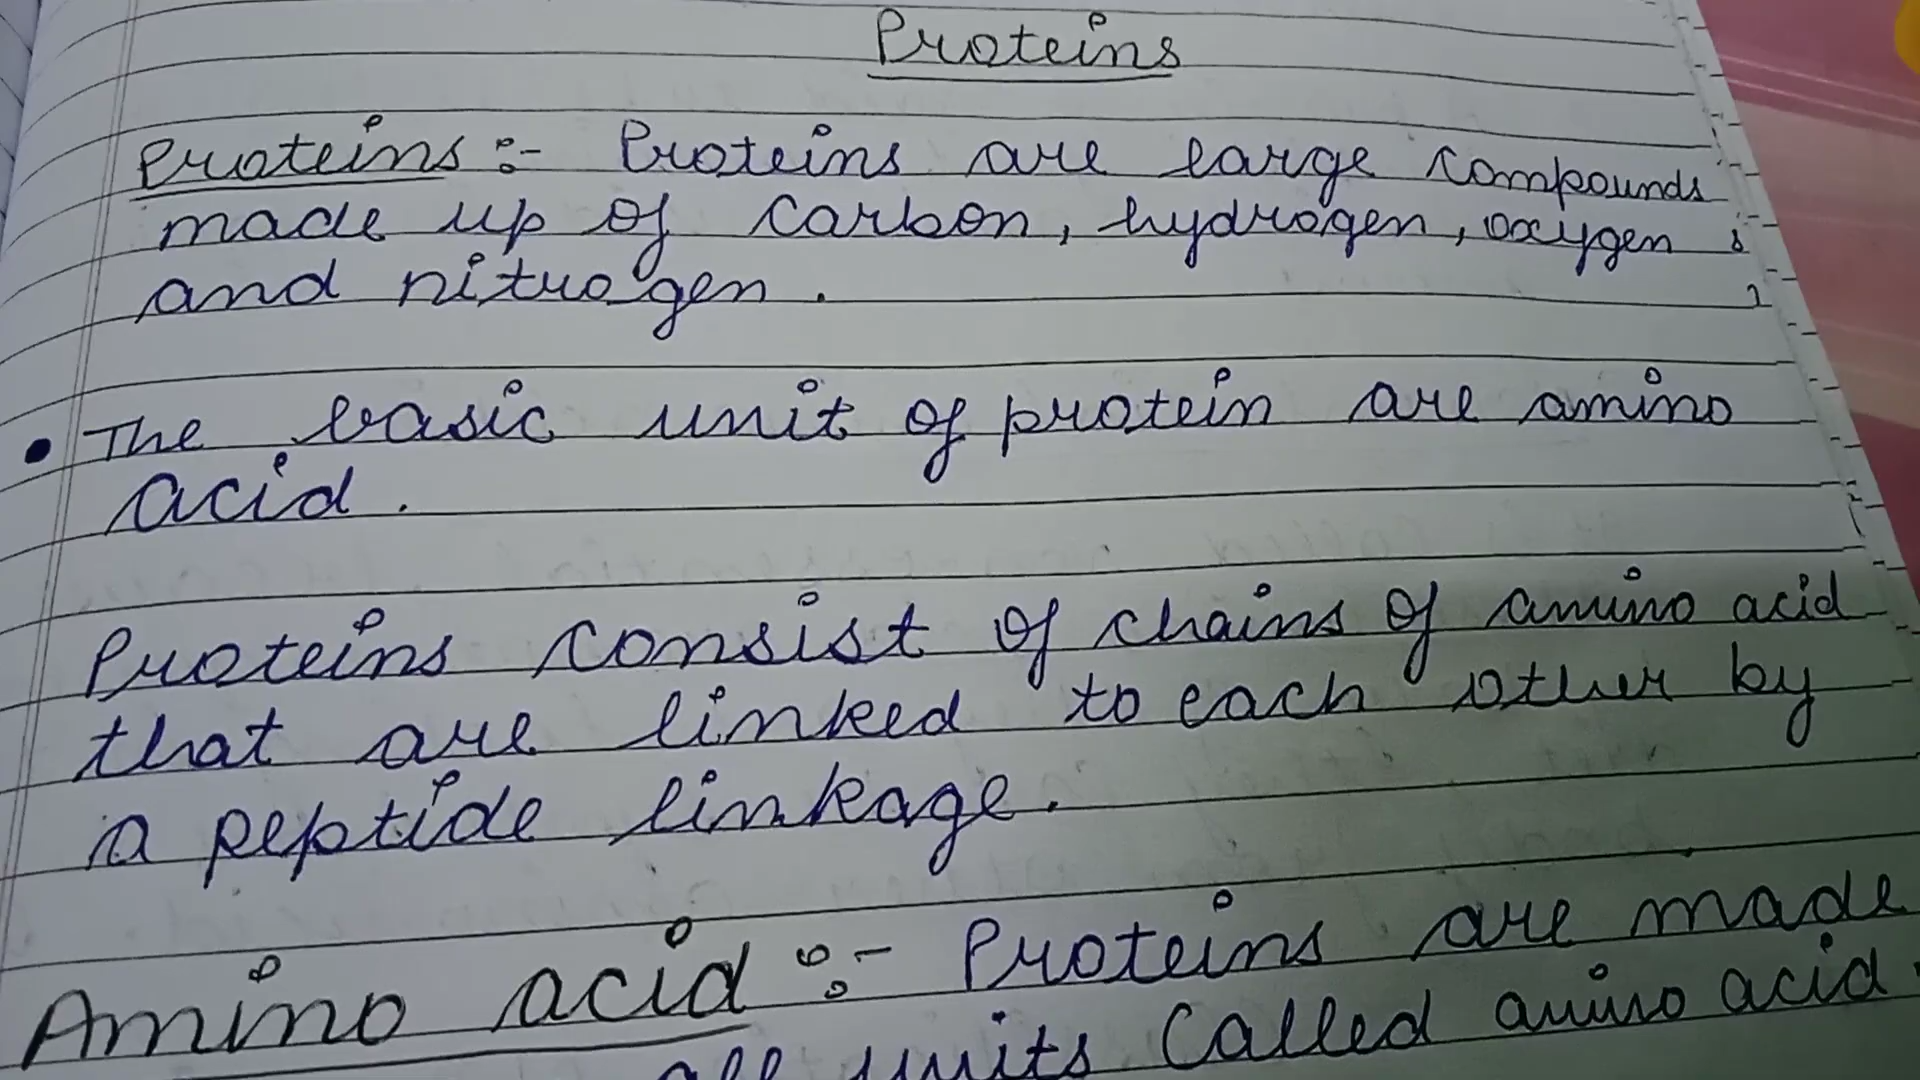 Proteins
Proteins :- Proteins are large compounds
made up of carbon, hydrogen, oxygen
and nitrogen.
• The basic unit of protein are amino
acid.
Proteins consist of chains of amino acid
that are linked to each other by
a peptide linkage.
Amino acid :- Proteins are made
units called amino acid.